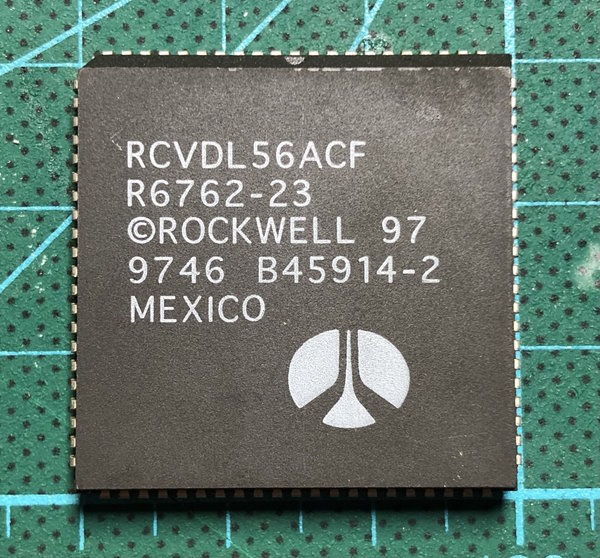 RCVDL56ACF
R6762-23
©ROCKWELL 97
9746 B45914-2
MEXICO